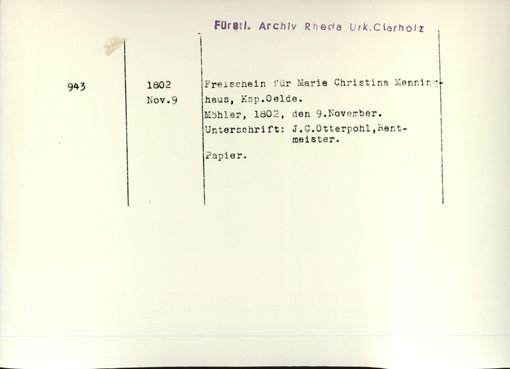 Fürstl. Archiv Rheda Urk.Clarholz
943
1802
Nov.9
Freischein für Marie Christina Menning-
haus, Ksp.Oelde.
Möhler, 1802, den 9.November.
Unterschrift: J.C.Otterpohl,Rent-
meister.
Papier.